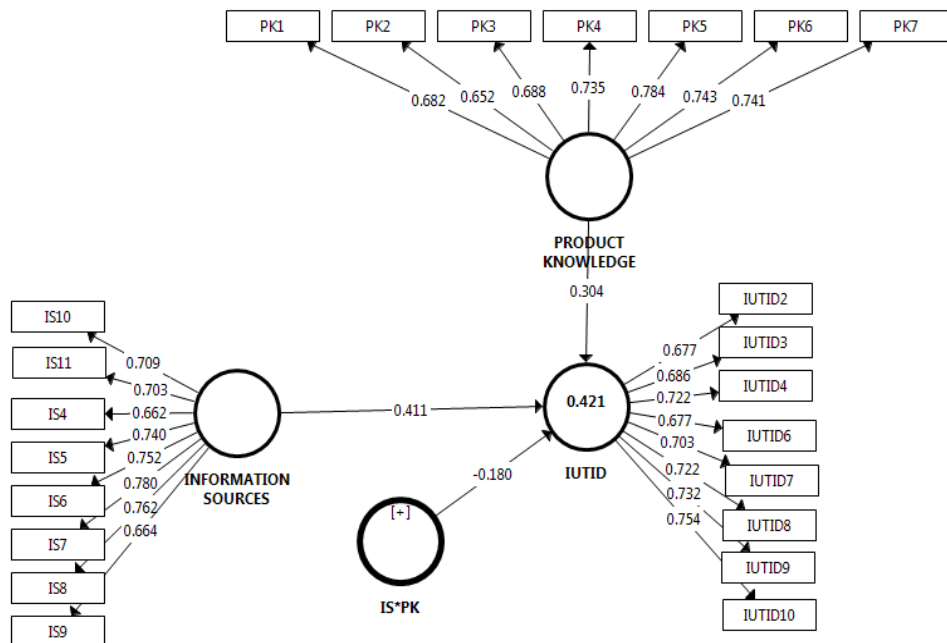 PK1
PK2
PK3
PK4
PK5
PK6
PK7
0.682
0.652
0.688
0.735
0.784
0.743
0.741
PRODUCT
KNOWLEDGE
0.304
IS10
IS11
IS4
IS5
IS6
IS7
IS8
IS9
0.709
0.703
0.662
0.740
0.752
0.780
0.762
0.664
INFORMATION
SOURCES
0.411
0.421
IUTID
-0.180
[+]
IS*PK
0.677
0.686
0.722
0.677
0.703
0.722
0.732
0.754
IUTID2
IUTID3
IUTID4
IUTID6
IUTID7
IUTID8
IUTID9
IUTID10